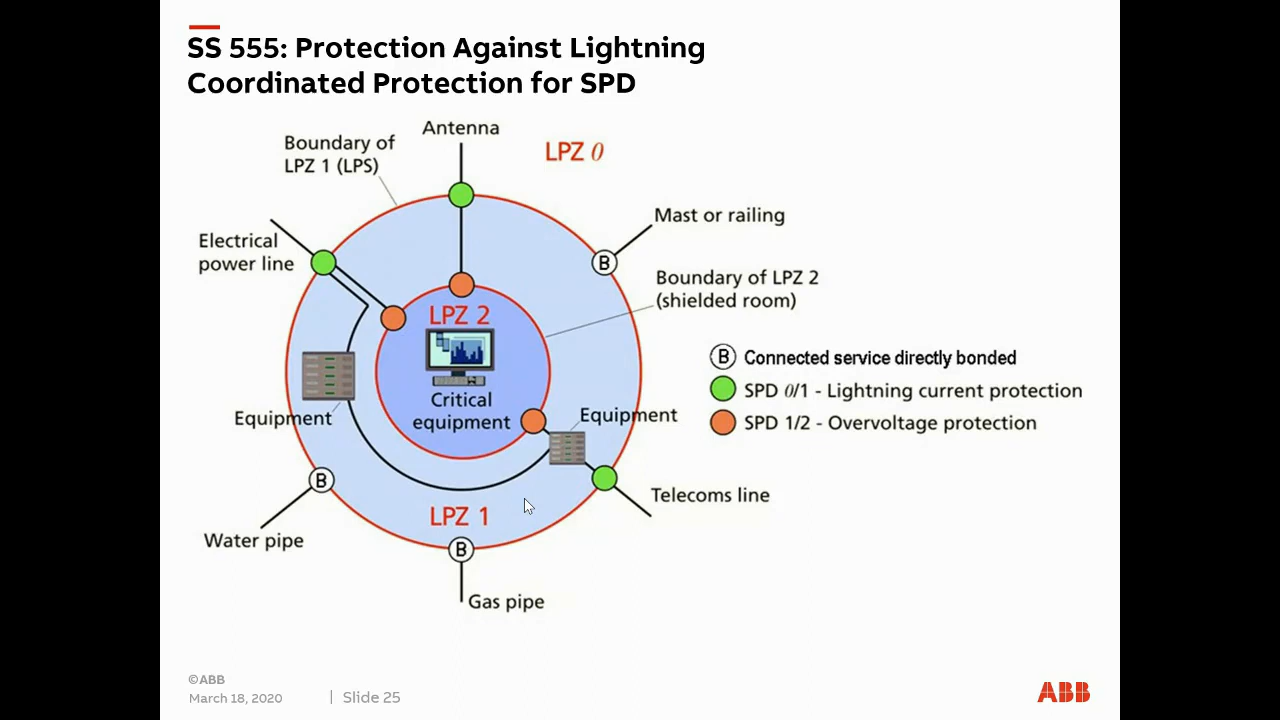 SS 555: Protection Against Lightning
Coordinated Protection for SPD
Antenna
Boundary of
LPZ 1 (LPS)
LPZ 0
Mast or railing
Electrical
power line
Boundary of LPZ 2
(shielded room)
LPZ 2
B
B Connected service directly bonded
SPD 0/1 - Lightning current protection
SPD 1/2 - Overvoltage protection
Critical
equipment
Equipment
Equipment
B
Telecoms line
LPZ 1
Water pipe
B
Gas pipe
©ABB
March 18, 2020
| Slide 25
ABB